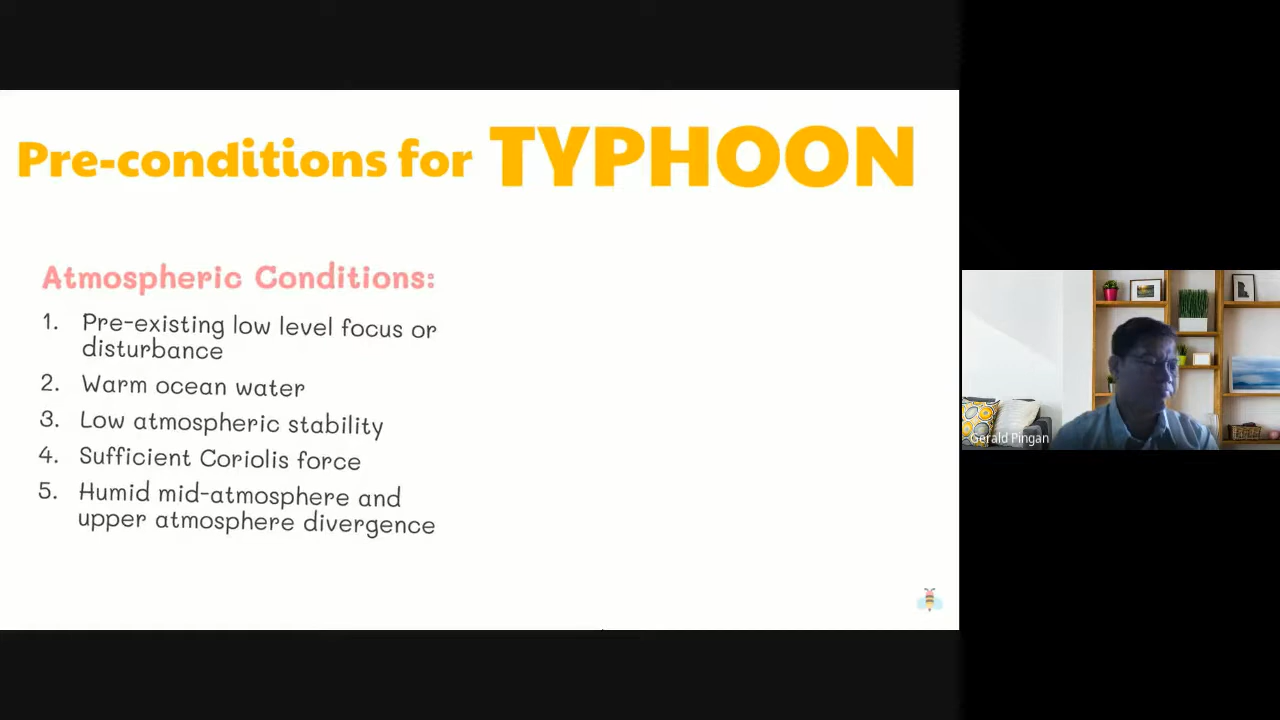 Pre-conditions for TYPHOON
Atmospheric Conditions:
1. Pre-existing low level focus or
disturbance
2. Warm ocean water
3. Low atmospheric stability
4. Sufficient Coriolis force
5. Humid mid-atmosphere and
upper atmosphere divergence
Gerald Pingan